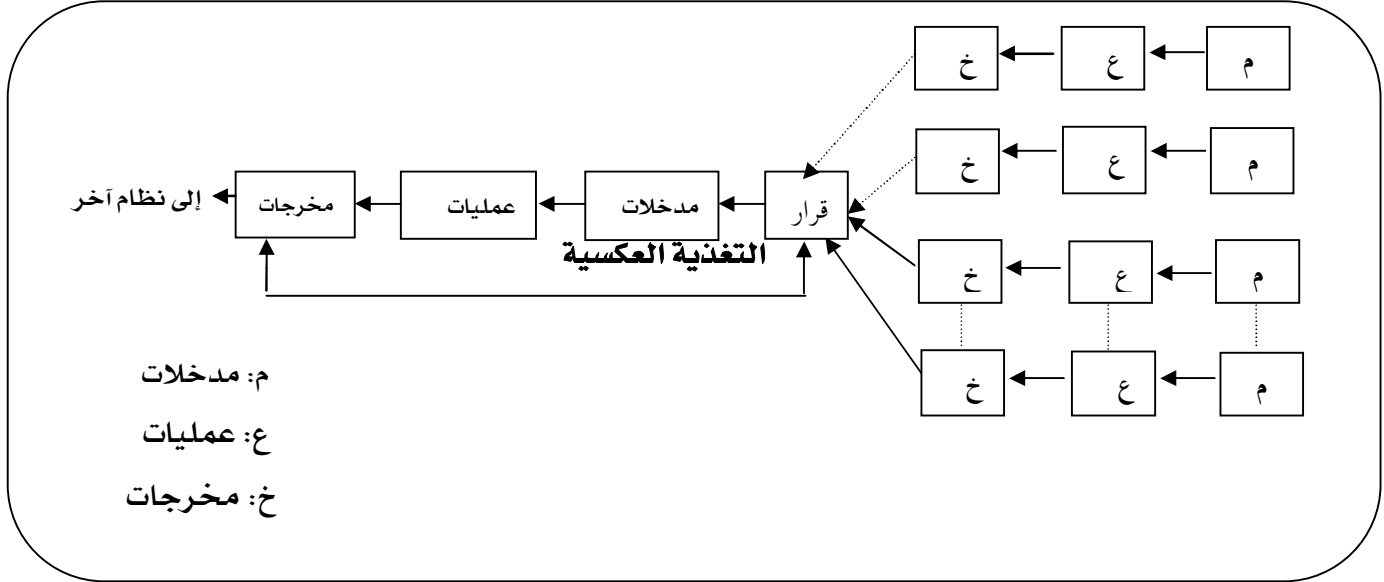 م ع خ
م ع خ
قرار مدخلات عمليات مخرجات إلى نظام آخر
التغذية العكسية
م ع خ
م ع خ
م: مدخلات
ع: عمليات
خ: مخرجات